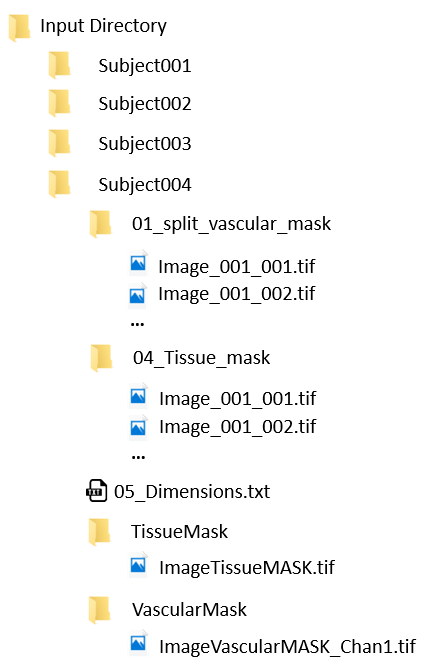 Input Directory
Subject001
Subject002
Subject003
Subject004
01_split_vascular_mask
Image_001_001.tif
Image_001_002.tif
...
04_Tissue_mask
Image_001_001.tif
Image_001_002.tif
...
TXT 05_Dimensions.txt
TissueMask
ImageTissueMASK.tif
VascularMask
ImageVascularMASK_Chan1.tif